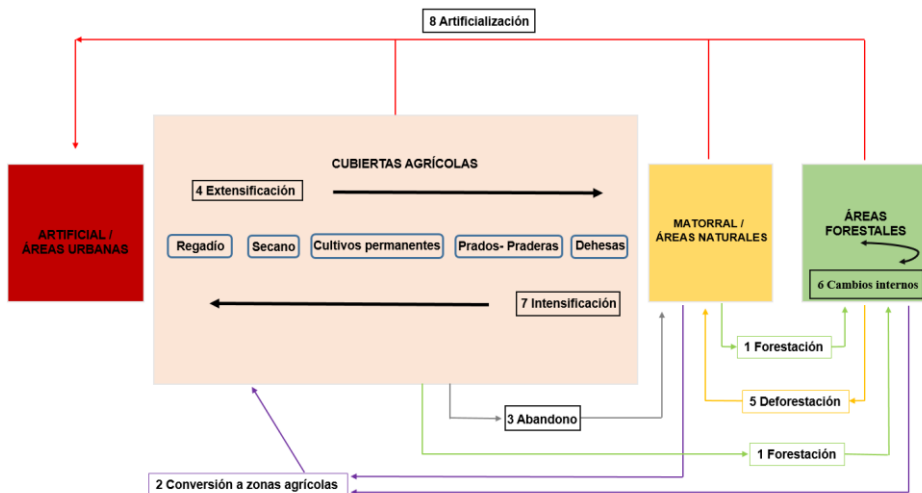 8 Artificialización
CUBIERTAS AGRÍCOLAS
4 Extensificación
ARTIFICIAL /
ÁREAS URBANAS
Regadío
Secano
Cultivos permanentes
Prados- Praderas
Dehesas
7 Intensificación
MATORRAL /
ÁREAS NATURALES
ÁREAS
FORESTALES
6 Cambios internos
1 Forestación
5 Deforestación
3 Abandono
1 Forestación
2 Conversión a zonas agrícolas